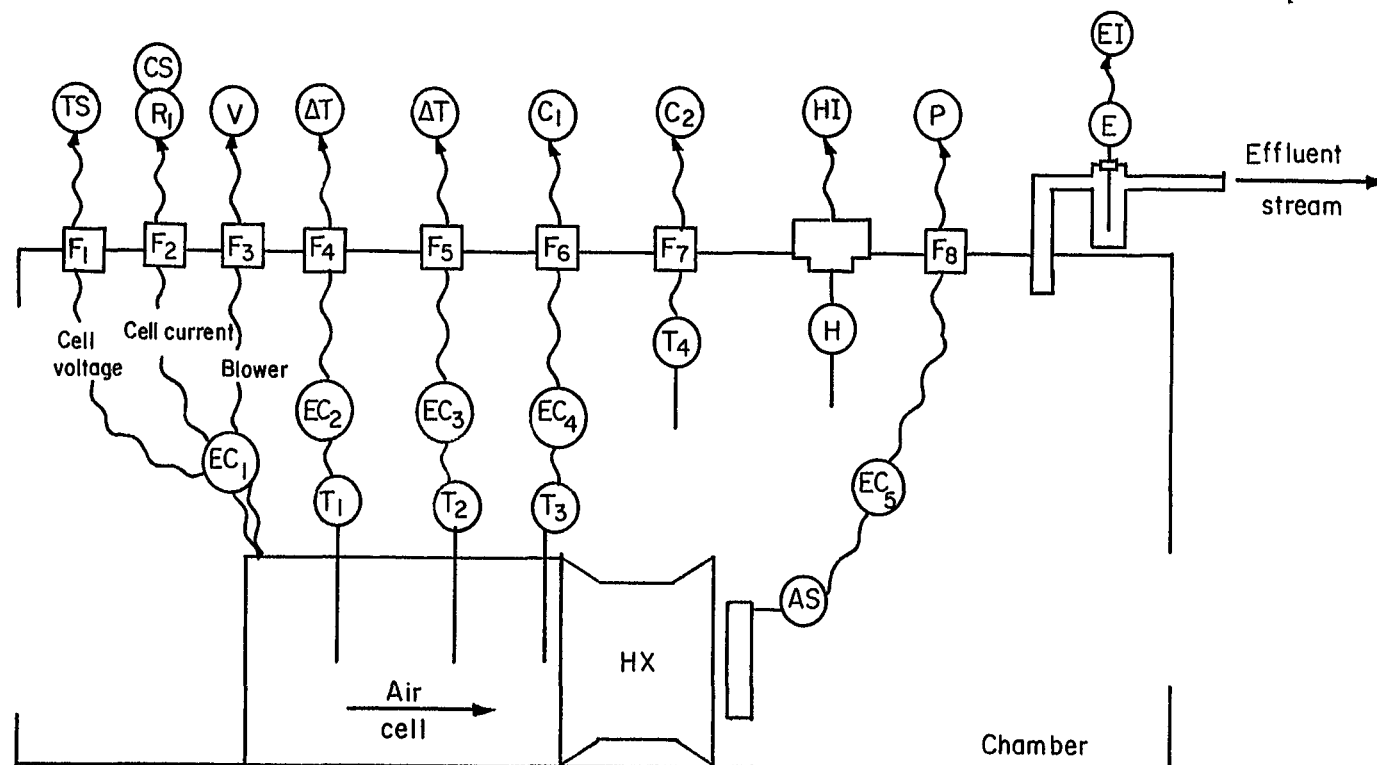 EI
CS
TS
R₁
V
ΔT
ΔT
C₁
C₂
HI
P
E
Effluent
stream
F₁
F₂
F₃
F₄
F₅
F₆
F₇
F₈
Cell
voltage
Cell current
Blower
T₄
H
EC₁
EC₂
EC₃
EC₄
EC₅
T₁
T₂
T₃
AS
HX
Air
cell
Chamber